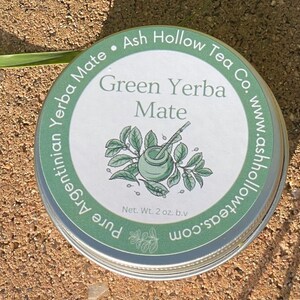 Pure Argentinian Yerba Mate • Ash Hollow Tea Co. www.ashhollowteas.com
Green Yerba
Mate
Net. Wt. 2 oz. b.v